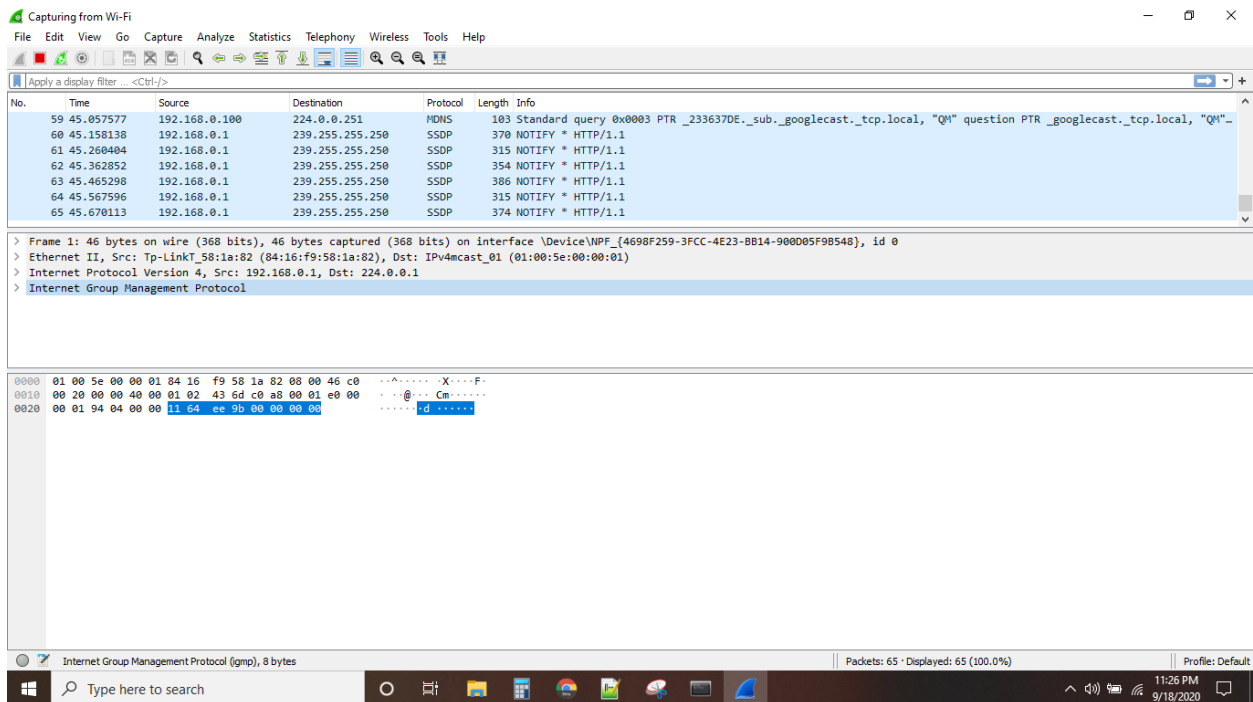 Capturing from Wi-Fi
File Edit View Go Capture Analyze Statistics Telephony Wireless Tools Help
Apply a display filter ... <Ctrl-/>
No. Time Source Destination Protocol Length Info
59 45.057577 192.168.0.100 224.0.0.251 MDNS 103 Standard query 0x0003 PTR _233637DE._sub._googlecast._tcp.local, "QM" question PTR _googlecast._tcp.local, "QM"…
60 45.158138 192.168.0.1 239.255.255.250 SSDP 370 NOTIFY * HTTP/1.1
61 45.260404 192.168.0.1 239.255.255.250 SSDP 315 NOTIFY * HTTP/1.1
62 45.362852 192.168.0.1 239.255.255.250 SSDP 354 NOTIFY * HTTP/1.1
63 45.465298 192.168.0.1 239.255.255.250 SSDP 386 NOTIFY * HTTP/1.1
64 45.567596 192.168.0.1 239.255.255.250 SSDP 315 NOTIFY * HTTP/1.1
65 45.670113 192.168.0.1 239.255.255.250 SSDP 374 NOTIFY * HTTP/1.1
> Frame 1: 46 bytes on wire (368 bits), 46 bytes captured (368 bits) on interface \Device\NPF_{4698F259-3FCC-4E23-BB14-900D05F9B548}, id 0
> Ethernet II, Src: Tp-LinkT_58:1a:82 (84:16:f9:58:1a:82), Dst: IPv4mcast_01 (01:00:5e:00:00:01)
> Internet Protocol Version 4, Src: 192.168.0.1, Dst: 224.0.0.1
> Internet Group Management Protocol
0000 01 00 5e 00 00 01 84 16 f9 58 1a 82 08 00 46 c0 ··^····· ·X····F·
0010 00 20 00 00 40 00 01 02 43 6d c0 a8 00 01 e0 00 · ··@··· Cm······
0020 00 01 94 04 00 00 11 64 ee 9b 00 00 00 00 ·······d ······
Internet Group Management Protocol (igmp), 8 bytes Packets: 65 · Displayed: 65 (100.0%) Profile: Default
Type here to search 11:26 PM
9/18/2020